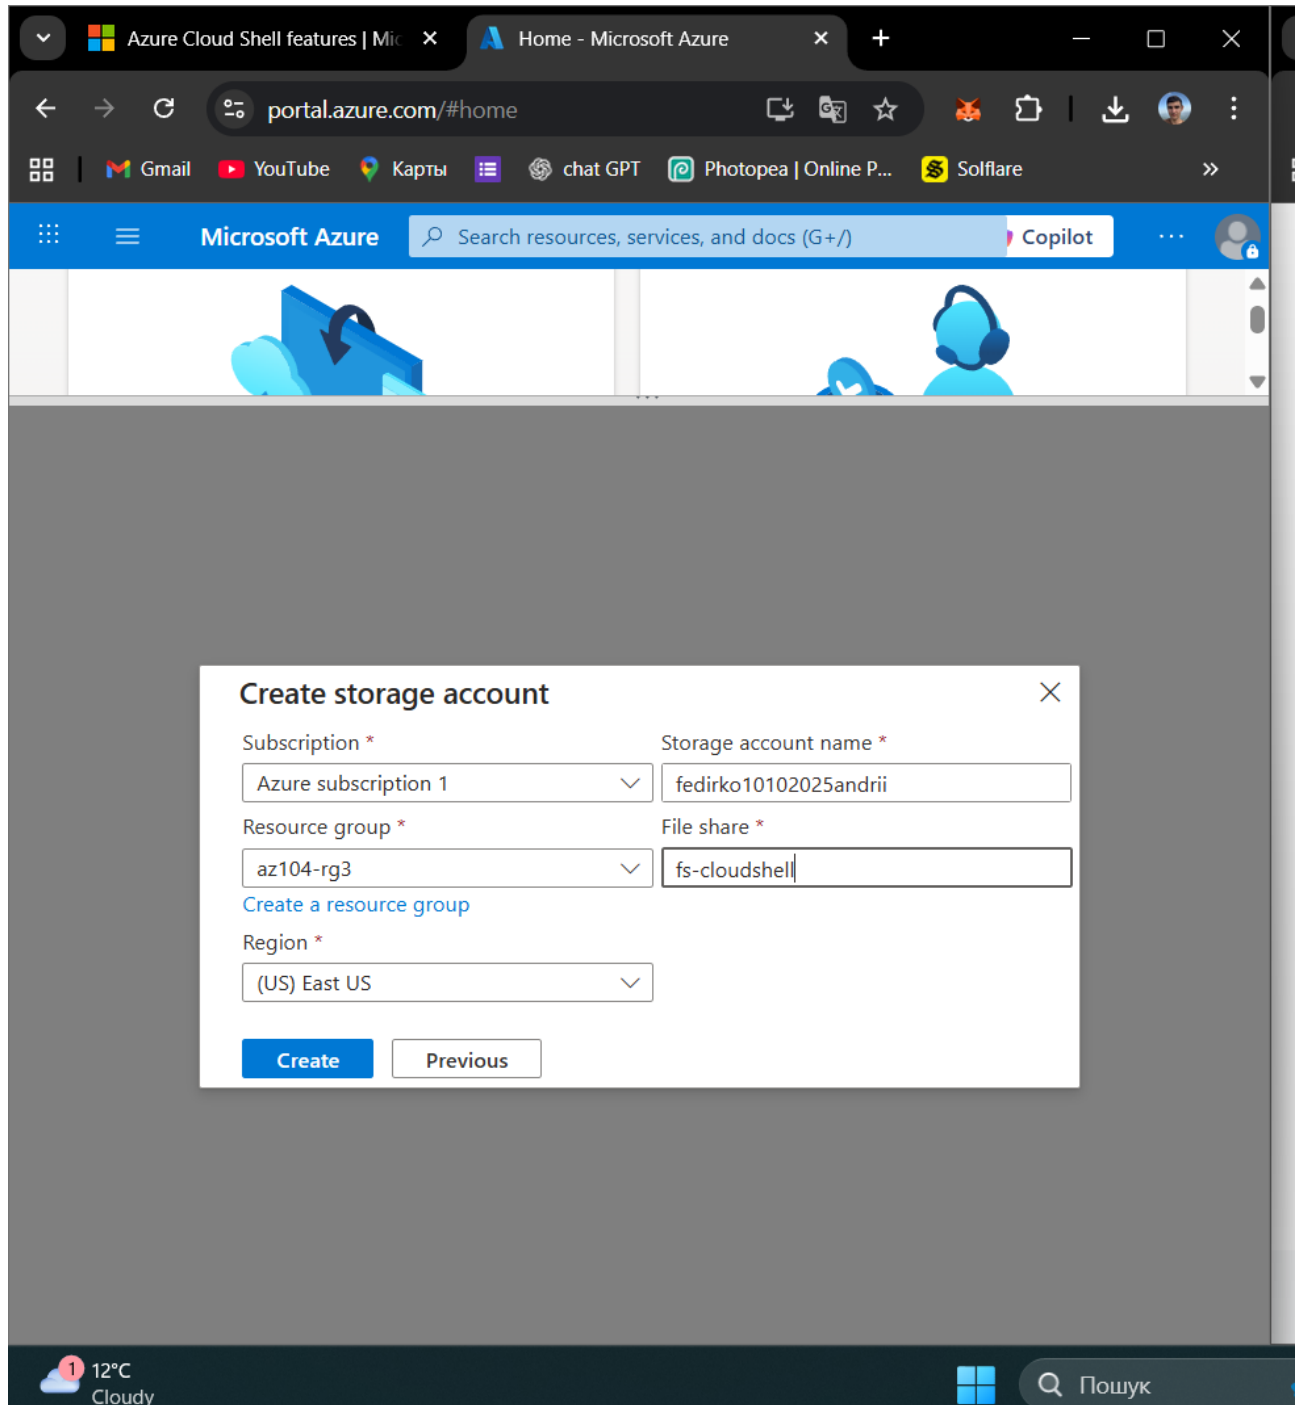 Azure Cloud Shell features | Mic
Home - Microsoft Azure
portal.azure.com/#home
Gmail
YouTube
Карты
chat GPT
Photopea | Online P...
Solflare
Microsoft Azure
Search resources, services, and docs (G+/)
Copilot
Create storage account
Subscription *
Storage account name *
Azure subscription 1
fedirko10102025andrii
Resource group *
File share *
az104-rg3
fs-cloudshell
Create a resource group
Region *
(US) East US
Create
Previous
1
12°C
Cloudy
Пошук